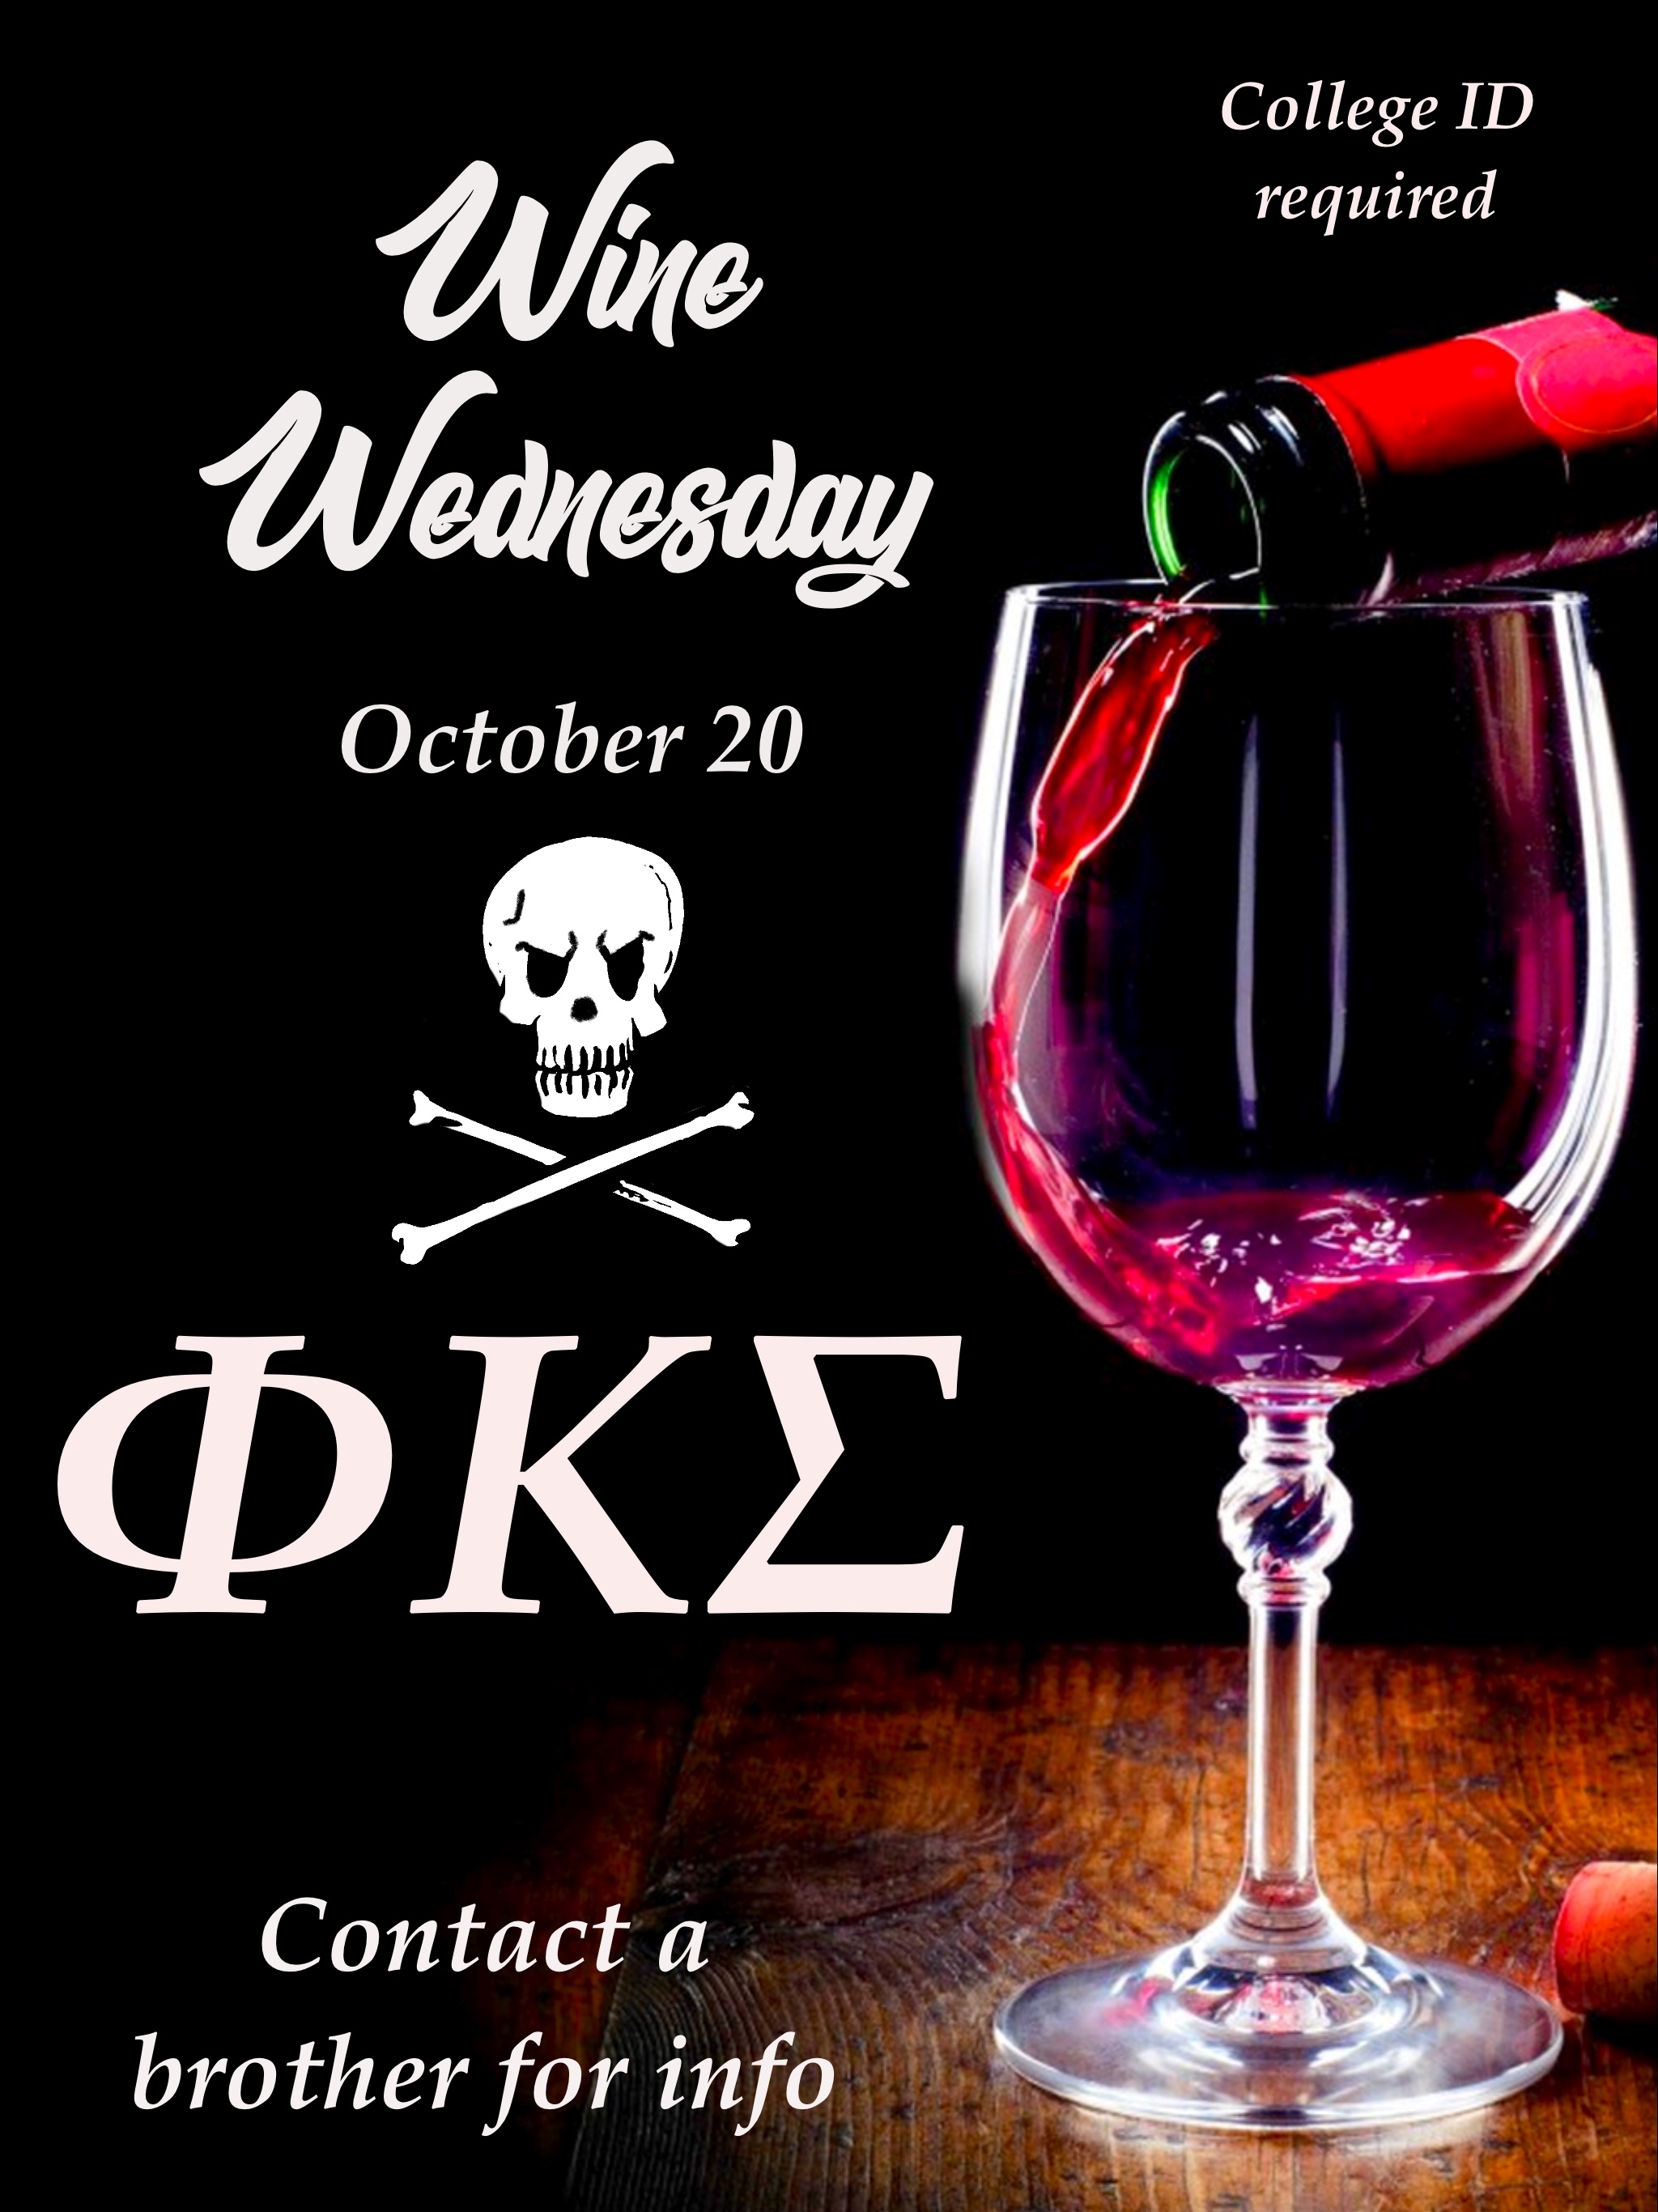 College ID
required
Wine
Wednesday
October 20
ΦΚΣ
Contact a
brother for info